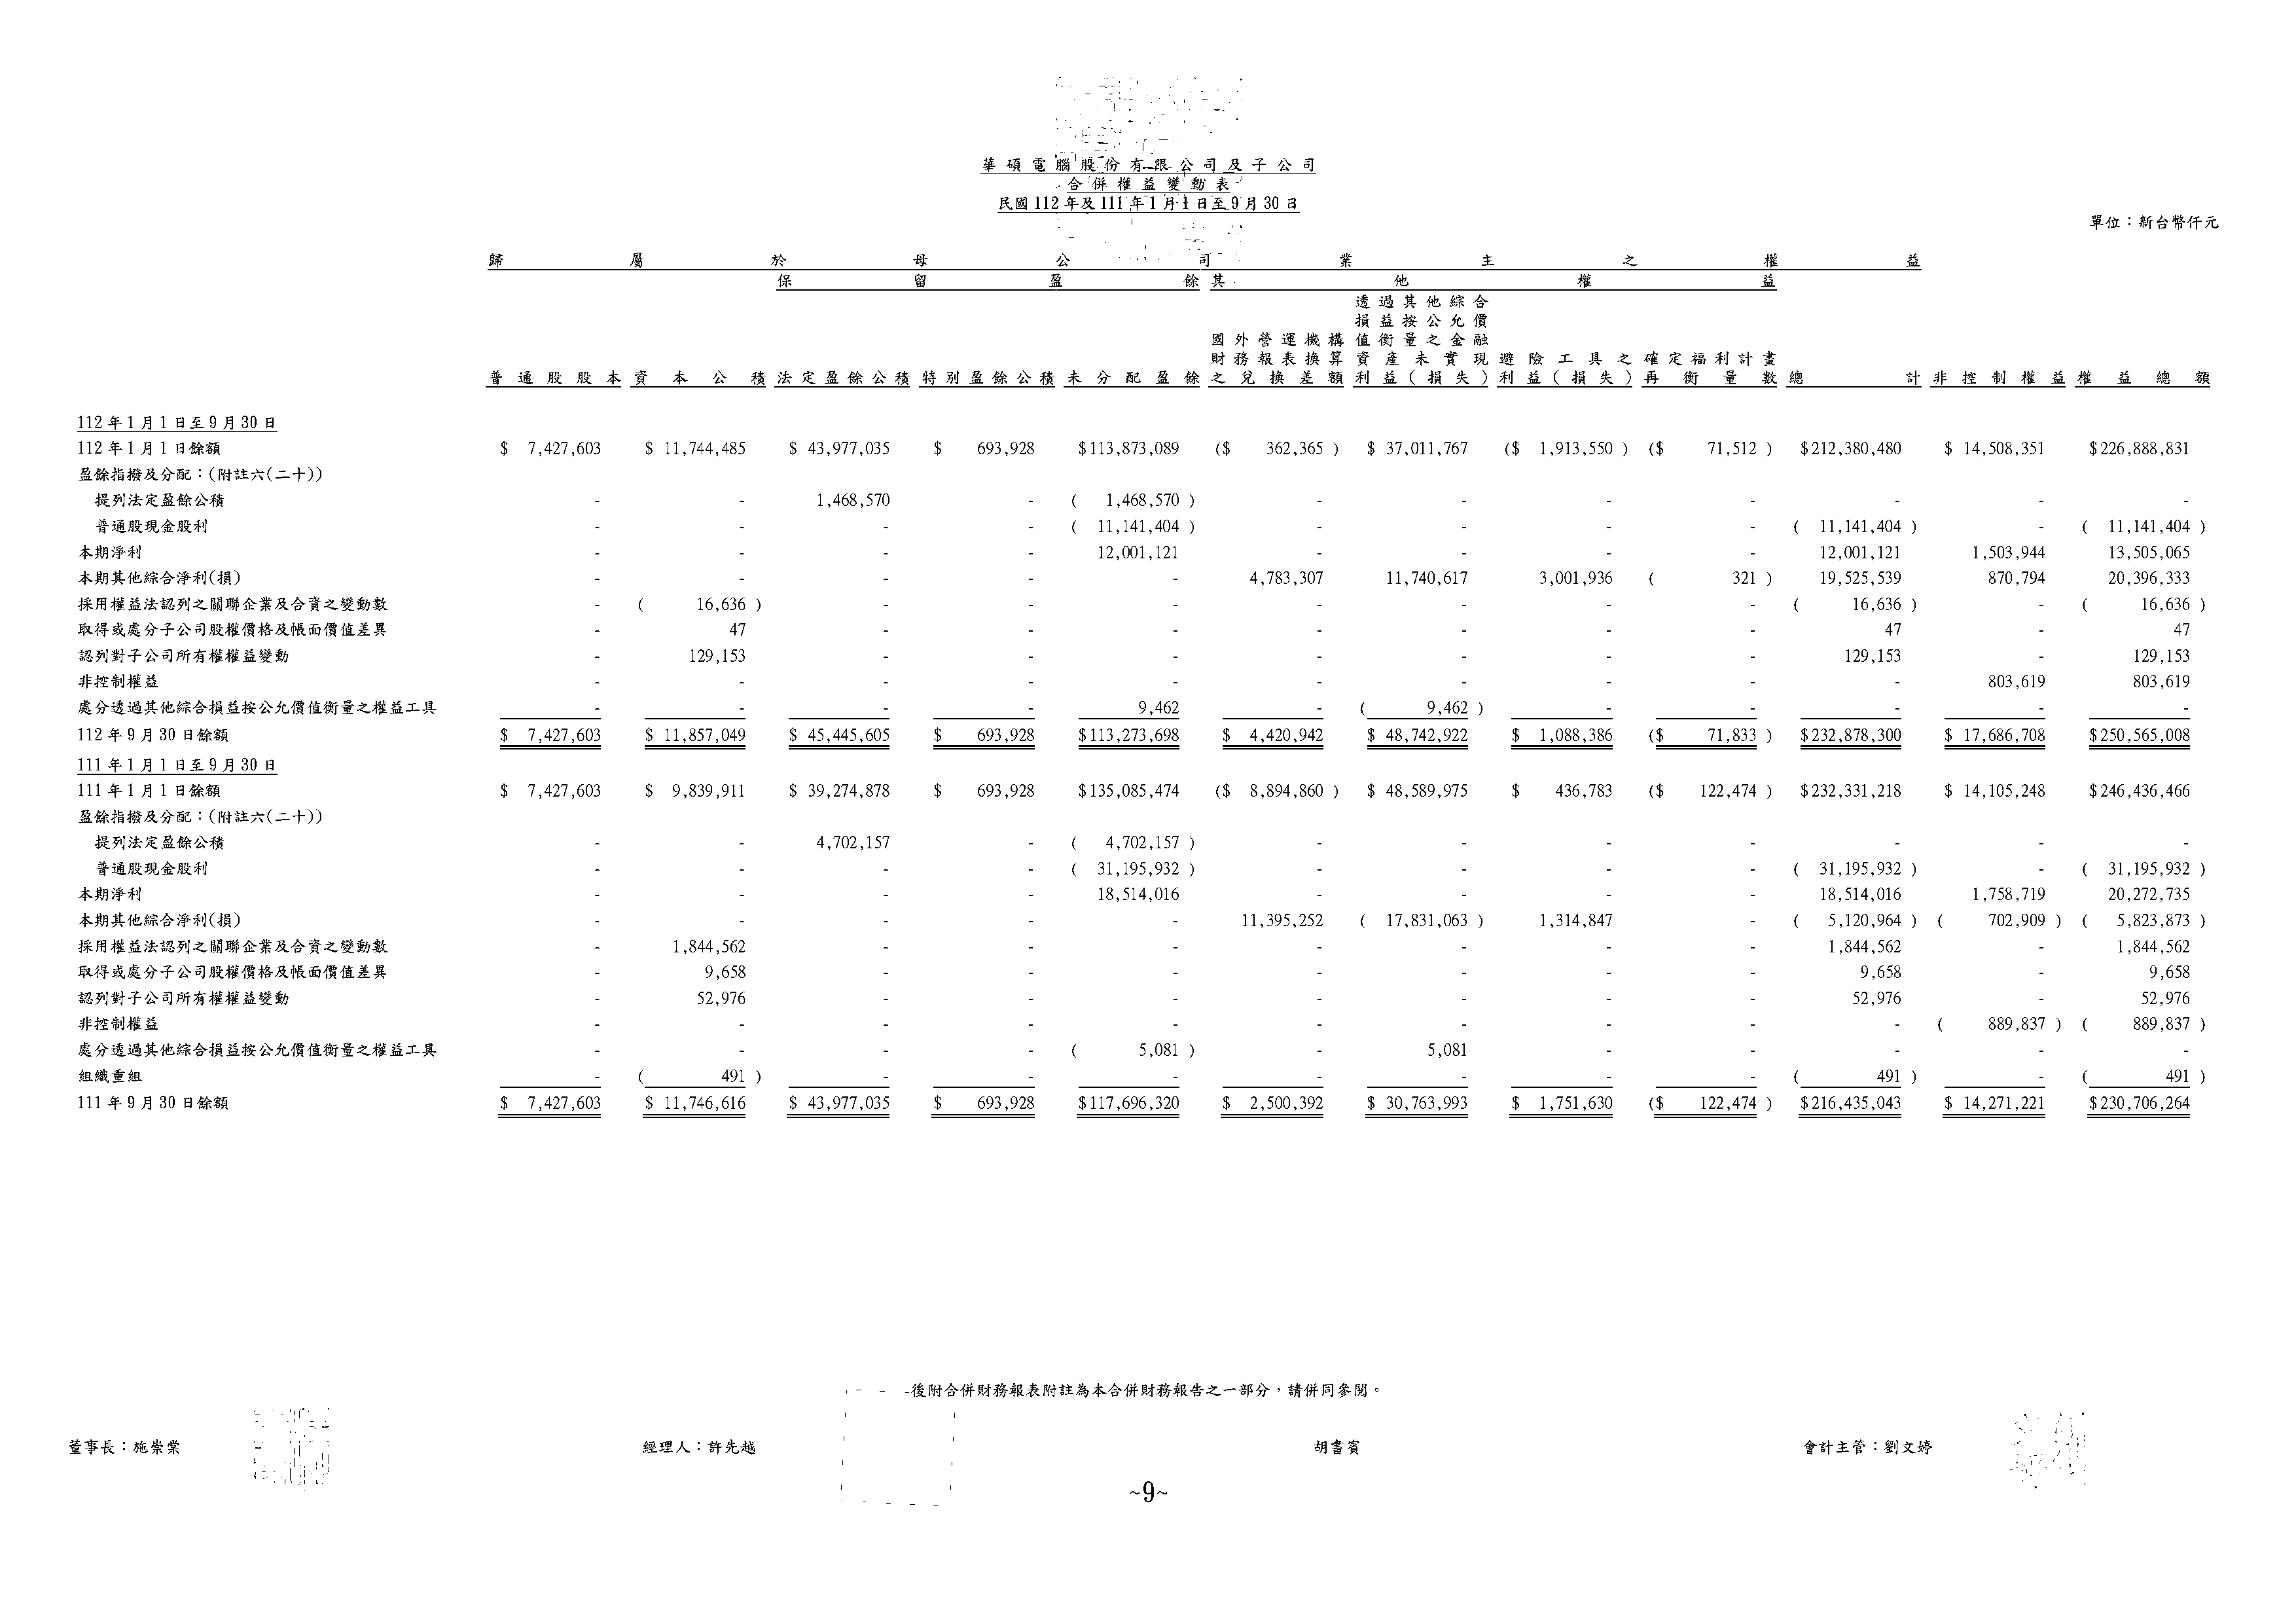 華碩電腦股份有限公司及子公司
合併權益變動表
民國112年及111年1月1日至9月30日
單位：新台幣仟元
歸屬於母公司業主之權益
保留盈餘 其他權益
透過其他綜合
損益按公允價
國外營運機構 值衡量之金融
財務報表換算 資產未實現 避險工具之 確定福利計畫
普通股股本 資本公積 法定盈餘公積 特別盈餘公積 未分配盈餘 之兌換差額 利益(損失) 利益(損失) 再衡量數 總計 非控制權益 權益總額
112年1月1日至9月30日
112年1月1日餘額 $ 7,427,603 $ 11,744,485 $ 43,977,035 $ 693,928 $113,873,089 ($ 362,365 ) $ 37,011,767 ($ 1,913,550 ) ($ 71,512 ) $212,380,480 $ 14,508,351 $226,888,831
盈餘指撥及分配：(附註六(二十))
提列法定盈餘公積 - - 1,468,570 - ( 1,468,570 ) - - - - - - -
普通股現金股利 - - - - ( 11,141,404 ) - - - - ( 11,141,404 ) - ( 11,141,404 )
本期淨利 - - - - 12,001,121 - - - - 12,001,121 1,503,944 13,505,065
本期其他綜合淨利(損) - - - - - 4,783,307 11,740,617 3,001,936 ( 321 ) 19,525,539 870,794 20,396,333
採用權益法認列之關聯企業及合資之變動數 - ( 16,636 ) - - - - - - - ( 16,636 ) - ( 16,636 )
取得或處分子公司股權價格及帳面價值差異 - 47 - - - - - - - 47 - 47
認列對子公司所有權權益變動 - 129,153 - - - - - - - 129,153 - 129,153
非控制權益 - - - - - - - - - - 803,619 803,619
處分透過其他綜合損益按公允價值衡量之權益工具 - - - - 9,462 - ( 9,462 ) - - - - -
112年9月30日餘額 $ 7,427,603 $ 11,857,049 $ 45,445,605 $ 693,928 $113,273,698 $ 4,420,942 $ 48,742,922 $ 1,088,386 ($ 71,833 ) $232,878,300 $ 17,686,708 $250,565,008
111年1月1日至9月30日
111年1月1日餘額 $ 7,427,603 $ 9,839,911 $ 39,274,878 $ 693,928 $135,085,474 ($ 8,894,860 ) $ 48,589,975 $ 436,783 ($ 122,474 ) $232,331,218 $ 14,105,248 $246,436,466
盈餘指撥及分配：(附註六(二十))
提列法定盈餘公積 - - 4,702,157 - ( 4,702,157 ) - - - - - - -
普通股現金股利 - - - - ( 31,195,932 ) - - - - ( 31,195,932 ) - ( 31,195,932 )
本期淨利 - - - - 18,514,016 - - - - 18,514,016 1,758,719 20,272,735
本期其他綜合淨利(損) - - - - - 11,395,252 ( 17,831,063 ) 1,314,847 - ( 5,120,964 ) ( 702,909 ) ( 5,823,873 )
採用權益法認列之關聯企業及合資之變動數 - 1,844,562 - - - - - - - 1,844,562 - 1,844,562
取得或處分子公司股權價格及帳面價值差異 - 9,658 - - - - - - - 9,658 - 9,658
認列對子公司所有權權益變動 - 52,976 - - - - - - - 52,976 - 52,976
非控制權益 - - - - - - - - - - ( 889,837 ) ( 889,837 )
處分透過其他綜合損益按公允價值衡量之權益工具 - - - - ( 5,081 ) - 5,081 - - - - -
組織重組 - ( 491 ) - - - - - - - ( 491 ) - ( 491 )
111年9月30日餘額 $ 7,427,603 $ 11,746,616 $ 43,977,035 $ 693,928 $117,696,320 $ 2,500,392 $ 30,763,993 $ 1,751,630 ($ 122,474 ) $216,435,043 $ 14,271,221 $230,706,264
後附合併財務報表附註為本合併財務報告之一部分，請併同參閱。
董事長：施崇棠 經理人：許先越 胡書賓 會計主管：劉文婷
~9~